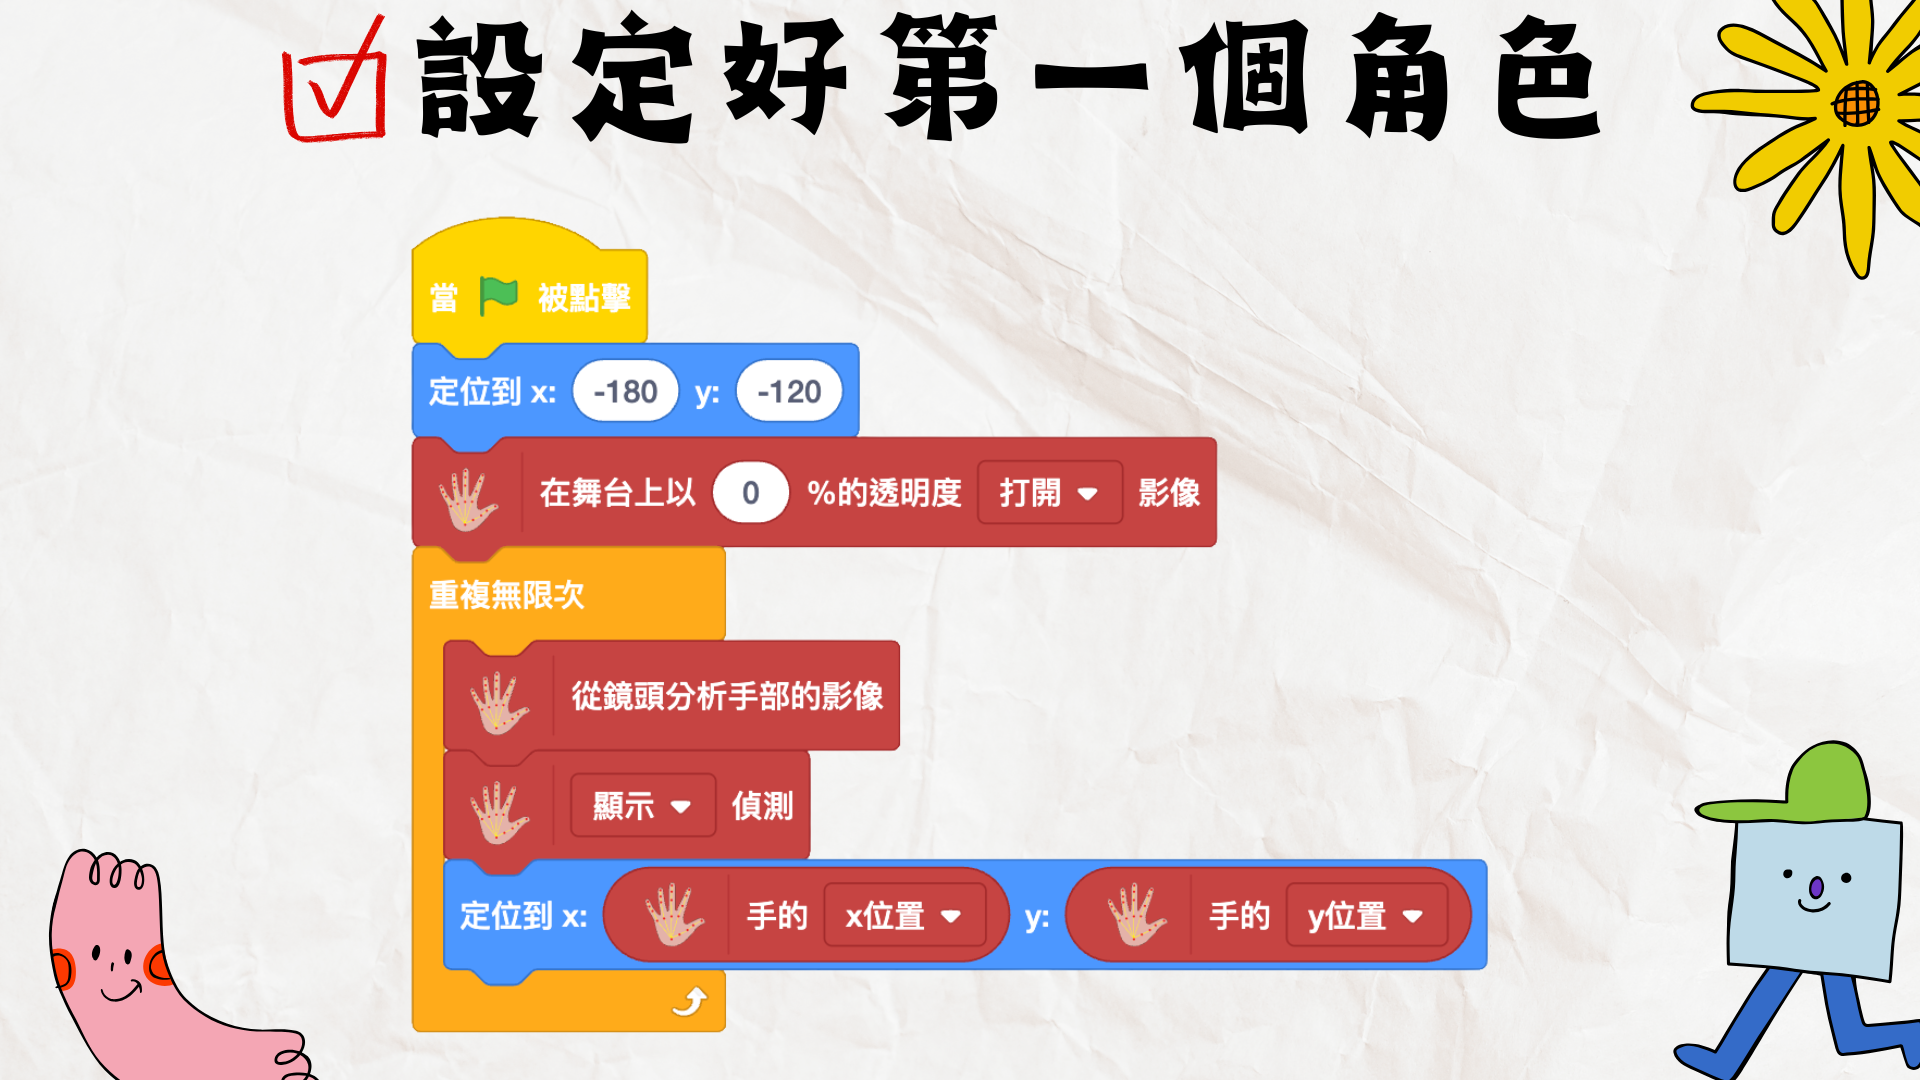 設定好第一個角色
當 被點擊
定位到 x: -180 y: -120
在舞台上以 0 %的透明度 打開 影像
重複無限次
從鏡頭分析手部的影像
顯示 偵測
定位到 x: 手的 x位置 y: 手的 y位置